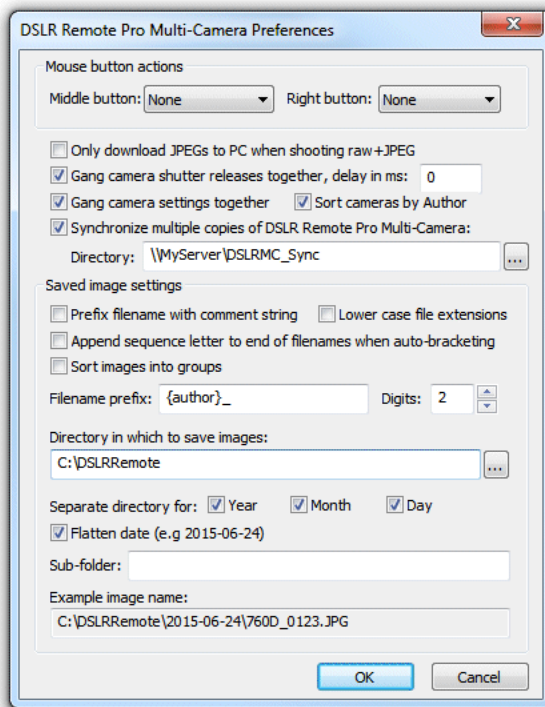 DSLR Remote Pro Multi-Camera Preferences
Mouse button actions
Middle button: None Right button: None
Only download JPEGs to PC when shooting raw+JPEG
Gang camera shutter releases together, delay in ms: 0
Gang camera settings together Sort cameras by Author
Synchronize multiple copies of DSLR Remote Pro Multi-Camera:
Directory: \\MyServer\DSLRMC_Sync ...
Saved image settings
Prefix filename with comment string Lower case file extensions
Append sequence letter to end of filenames when auto-bracketing
Sort images into groups
Filename prefix: {author}_ Digits: 2
Directory in which to save images:
C:\DSLRRemote ...
Separate directory for: Year Month Day
Flatten date (e.g 2015-06-24)
Sub-folder:
Example image name:
C:\DSLRRemote\2015-06-24\760D_0123.JPG
OK Cancel